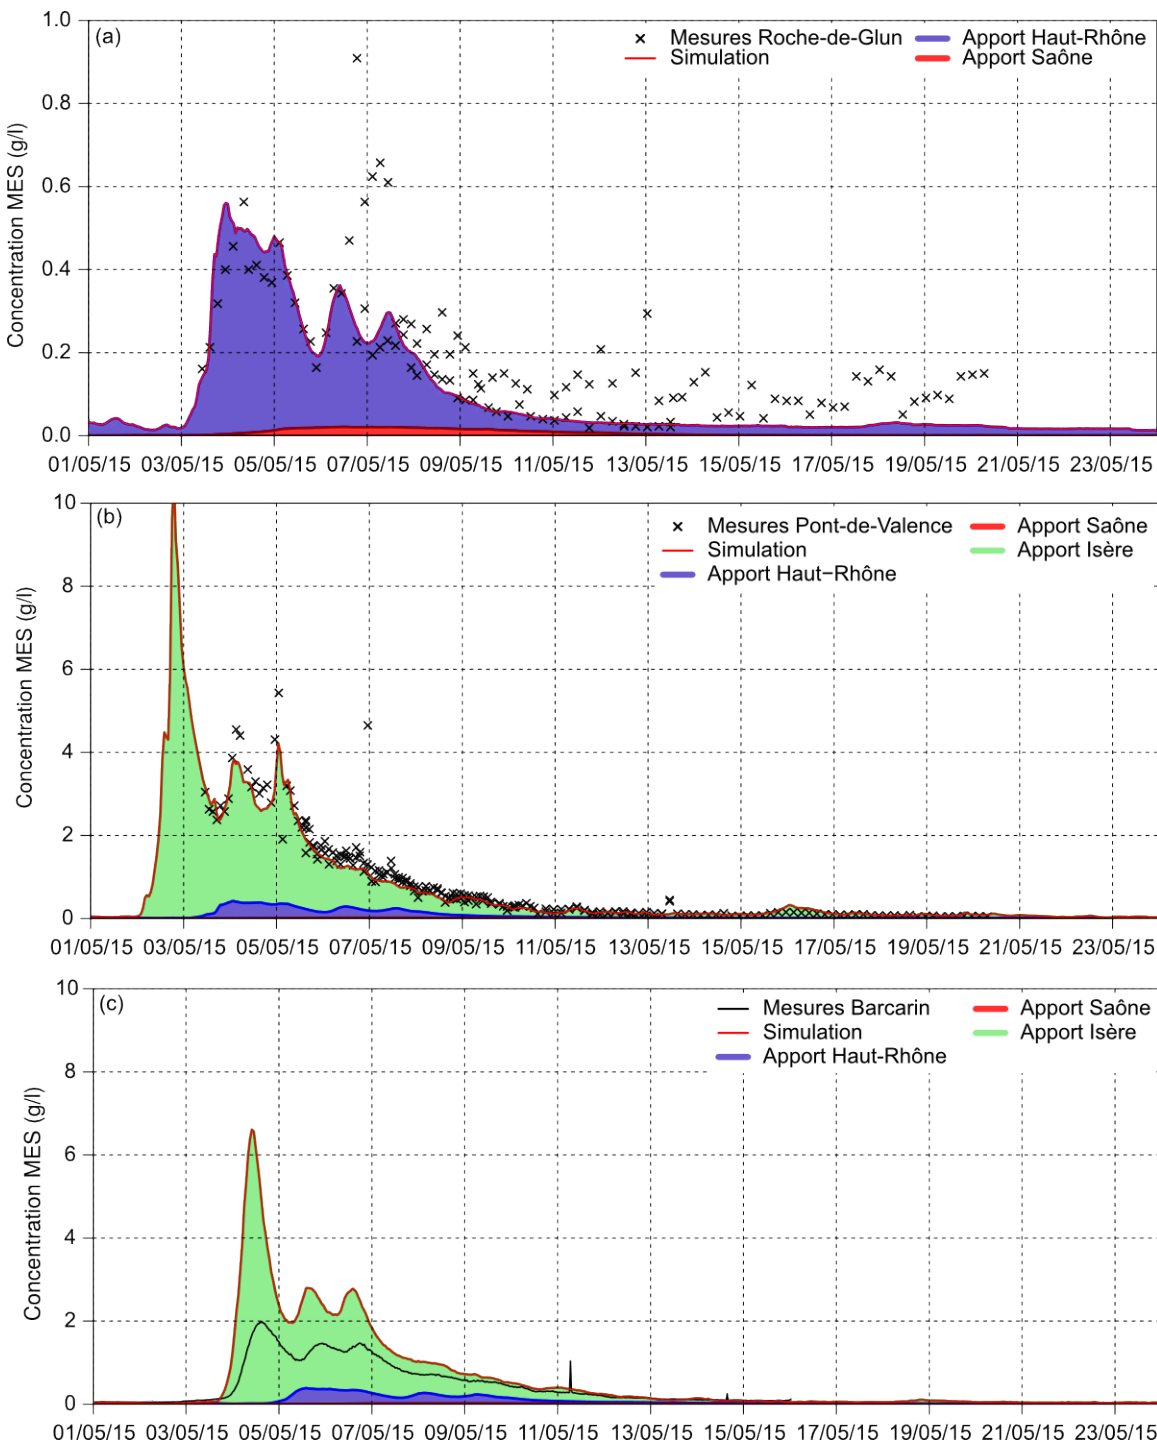 (a)
Mesures Roche-de-Glun
Apport Haut-Rhône
Simulation
Apport Saône
Concentration MES (g/l)
1.0
0.8
0.6
0.4
0.2
0.0
01/05/15 03/05/15 05/05/15 07/05/15 09/05/15 11/05/15 13/05/15 15/05/15 17/05/15 19/05/15 21/05/15 23/05/15
(b)
Mesures Pont-de-Valence
Apport Saône
Simulation
Apport Isère
Apport Haut−Rhône
Concentration MES (g/l)
10
8
6
4
2
0
01/05/15 03/05/15 05/05/15 07/05/15 09/05/15 11/05/15 13/05/15 15/05/15 17/05/15 19/05/15 21/05/15 23/05/15
(c)
Mesures Barcarin
Apport Saône
Simulation
Apport Isère
Apport Haut-Rhône
Concentration MES (g/l)
10
8
6
4
2
0
01/05/15 03/05/15 05/05/15 07/05/15 09/05/15 11/05/15 13/05/15 15/05/15 17/05/15 19/05/15 21/05/15 23/05/15